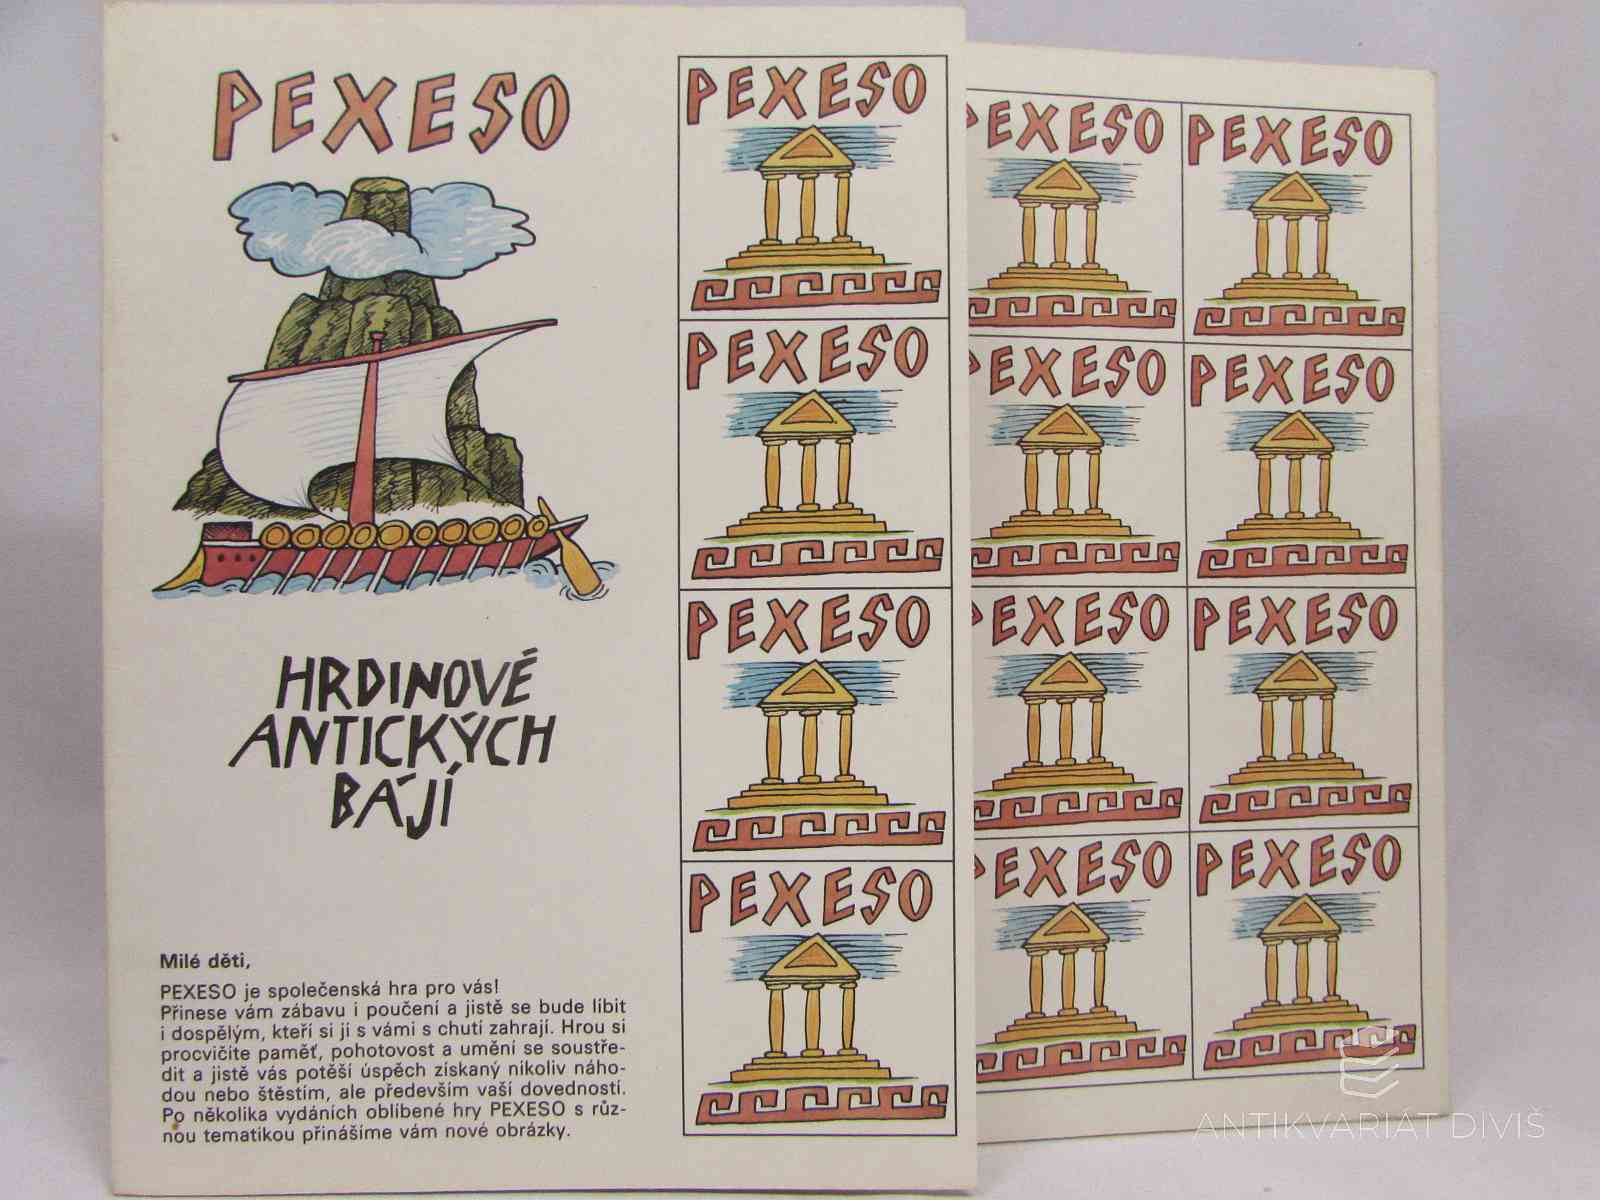 PEXESO
HRDINOVÉ
ANTICKÝCH
BÁJÍ
Milé děti,
PEXESO je společenská hra pro vás!
Přinese vám zábavu i poučení a jistě se bude líbit
i dospělým, kteří si ji s vámi s chutí zahrají. Hrou si
procvičíte paměť, pohotovost a umění se soustře-
dit a jistě vás potěší úspěch získaný nikoliv náho-
dou nebo štěstím, ale především vaší dovedností.
Po několika vydáních oblíbené hry PEXESO s růz-
nou tematikou přinášíme vám nové obrázky.
PEXESO
PEXESO
PEXESO
PEXESO
PEXESO
PEXESO
PEXESO
PEXESO
PEXESO
PEXESO
PEXESO
PEXESO
ANTIKVARIÁT DIVIŠ